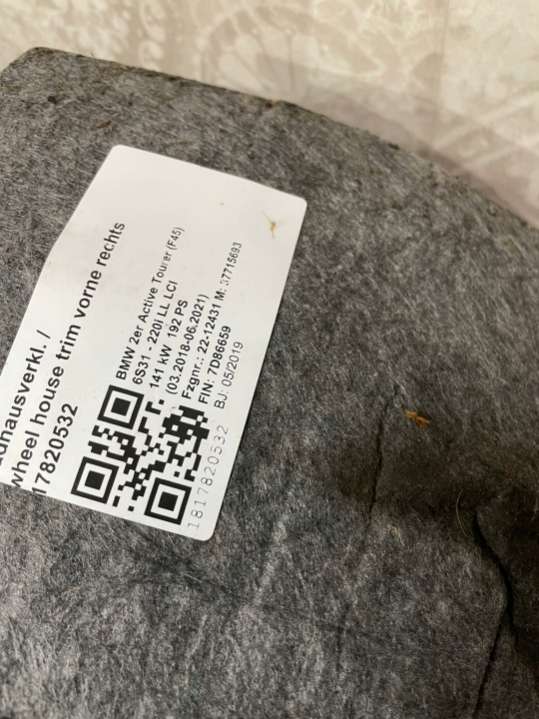 wheel house trim vorne rechts
17820532
BMW 2er Active Tourer (F45)
6S31 - 220i LL LCI
141 kW 192 PS
(03.2018-06.2021)
Fzgnr.: 22-12431 M: 37715693
FIN: 7D86659
BJ: 05/2019
1817820532